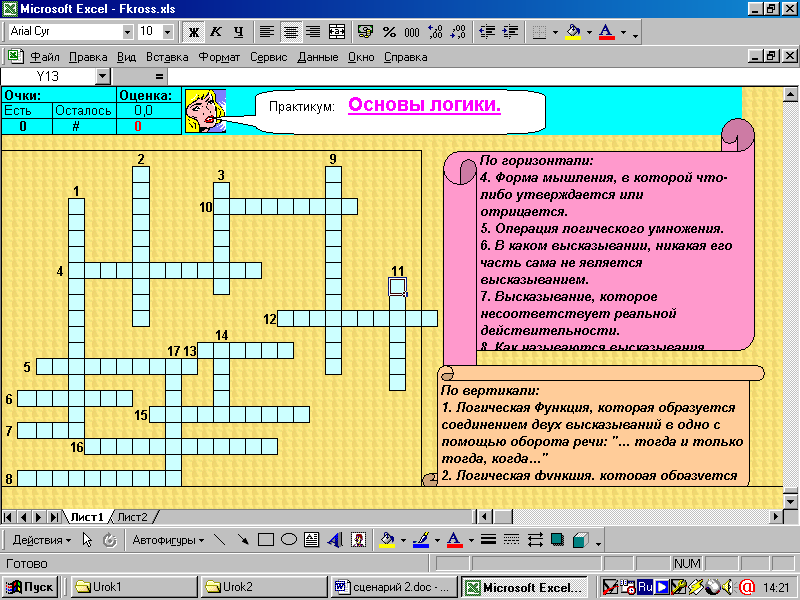 Microsoft Excel - Fkross.xls
Arial Cyr 10 Ж К Ч % 000
Файл Правка Вид Вставка Формат Сервис Данные Окно Справка
Y13 =
Очки: Оценка:
Есть Осталось 0,0
0 # 0
Практикум: Основы логики.
2 9
3
1
10
4 11
12
14
17 13
5
6
15
7
16
8
По горизонтали:
4. Форма мышления, в которой что-
либо утверждается или
отрицается.
5. Операция логического умножения.
6. В каком высказывании, никакая его
часть сама не является
высказыванием.
7. Высказывание, которое
несоответствует реальной
действительности.
8. Как называются высказывания
По вертикали:
1. Логическая Функция, которая образуется
соединением двух высказываний в одно с
помощью оборота речи: "... тогда и только
тогда, когда..."
2. Логическая функция, которая образуется
Лист1 Лист2
Действия Автофигуры
Готово NUM
Пуск Urok1 Urok2 сценарий 2.doc - ... Microsoft Excel... Ru 14:21